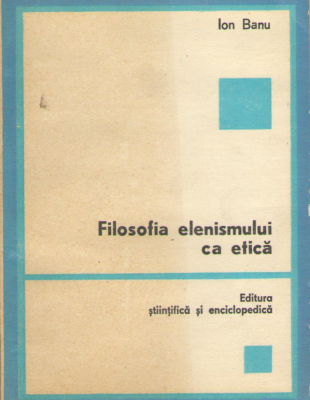 Ion Banu
Filosofia elenismului
ca etică
Editura
științifică și enciclopedică